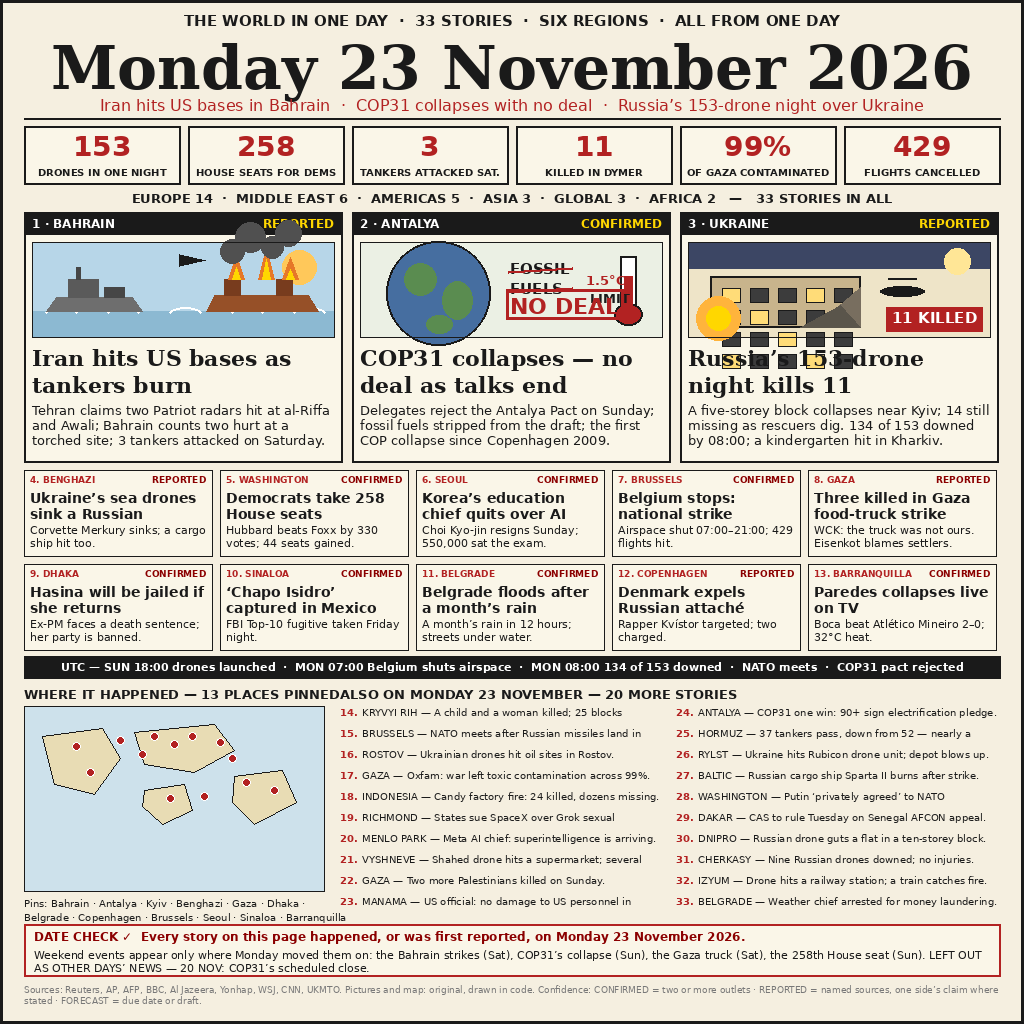 THE WORLD IN ONE DAY · 33 STORIES · SIX REGIONS · ALL FROM ONE DAY
Monday 23 November 2026
Iran hits US bases in Bahrain · COP31 collapses with no deal · Russia’s 153-drone night over Ukraine
153
DRONES IN ONE NIGHT
258
HOUSE SEATS FOR DEMS
3
TANKERS ATTACKED SAT.
11
KILLED IN DYMER
99%
OF GAZA CONTAMINATED
429
FLIGHTS CANCELLED
EUROPE 14 · MIDDLE EAST 6 · AMERICAS 5 · ASIA 3 · GLOBAL 3 · AFRICA 2 — 33 STORIES IN ALL
1 · BAHRAIN REPORTED
Iran hits US bases as
tankers burn
Tehran claims two Patriot radars hit at al-Riffa
and Awali; Bahrain counts two hurt at a
torched site; 3 tankers attacked on Saturday.
2 · ANTALYA CONFIRMED
FOSSIL
FUELS
1.5°C
LIMIT
NO DEAL
COP31 collapses — no
deal as talks end
Delegates reject the Antalya Pact on Sunday;
fossil fuels stripped from the draft; the first
COP collapse since Copenhagen 2009.
3 · UKRAINE REPORTED
11 KILLED
Russia’s 153-drone
night kills 11
A five-storey block collapses near Kyiv; 14 still
missing as rescuers dig. 134 of 153 downed
by 08:00; a kindergarten hit in Kharkiv.
4. BENGHAZI REPORTED
Ukraine’s sea drones
sink a Russian
Corvette Merkury sinks; a cargo
ship hit too.
5. WASHINGTON CONFIRMED
Democrats take 258
House seats
Hubbard beats Foxx by 330
votes; 44 seats gained.
6. SEOUL CONFIRMED
Korea’s education
chief quits over AI
Choi Kyo-jin resigns Sunday;
550,000 sat the exam.
7. BRUSSELS CONFIRMED
Belgium stops:
national strike
Airspace shut 07:00–21:00; 429
flights hit.
8. GAZA REPORTED
Three killed in Gaza
food-truck strike
WCK: the truck was not ours.
Eisenkot blames settlers.
9. DHAKA CONFIRMED
Hasina will be jailed if
she returns
Ex-PM faces a death sentence;
her party is banned.
10. SINALOA CONFIRMED
‘Chapo Isidro’
captured in Mexico
FBI Top-10 fugitive taken Friday
night.
11. BELGRADE CONFIRMED
Belgrade floods after
a month’s rain
A month’s rain in 12 hours;
streets under water.
12. COPENHAGEN REPORTED
Denmark expels
Russian attaché
Rapper Kvístor targeted; two
charged.
13. BARRANQUILLA CONFIRMED
Paredes collapses live
on TV
Boca beat Atlético Mineiro 2–0;
32°C heat.
UTC — SUN 18:00 drones launched · MON 07:00 Belgium shuts airspace · MON 08:00 134 of 153 downed · NATO meets · COP31 pact rejected
WHERE IT HAPPENED — 13 PLACES PINNED
ALSO ON MONDAY 23 NOVEMBER — 20 MORE STORIES
Pins: Bahrain · Antalya · Kyiv · Benghazi · Gaza · Dhaka ·
Belgrade · Copenhagen · Brussels · Seoul · Sinaloa · Barranquilla
14. KRYVYI RIH — A child and a woman killed; 25 blocks
15. BRUSSELS — NATO meets after Russian missiles land in
16. ROSTOV — Ukrainian drones hit oil sites in Rostov.
17. GAZA — Oxfam: war left toxic contamination across 99%.
18. INDONESIA — Candy factory fire: 24 killed, dozens missing.
19. RICHMOND — States sue SpaceX over Grok sexual
20. MENLO PARK — Meta AI chief: superintelligence is arriving.
21. VYSHNEVE — Shahed drone hits a supermarket; several
22. GAZA — Two more Palestinians killed on Sunday.
23. MANAMA — US official: no damage to US personnel in
24. ANTALYA — COP31 one win: 90+ sign electrification pledge.
25. HORMUZ — 37 tankers pass, down from 52 — nearly a
26. RYLST — Ukraine hits Rubicon drone unit; depot blows up.
27. BALTIC — Russian cargo ship Sparta II burns after strike.
28. WASHINGTON — Putin ‘privately agreed’ to NATO
29. DAKAR — CAS to rule Tuesday on Senegal AFCON appeal.
30. DNIPRO — Russian drone guts a flat in a ten-storey block.
31. CHERKASY — Nine Russian drones downed; no injuries.
32. IZYUM — Drone hits a railway station; a train catches fire.
33. BELGRADE — Weather chief arrested for money laundering.
DATE CHECK ✓ Every story on this page happened, or was first reported, on Monday 23 November 2026.
Weekend events appear only where Monday moved them on: the Bahrain strikes (Sat), COP31’s collapse (Sun), the Gaza truck (Sat), the 258th House seat (Sun). LEFT OUT
AS OTHER DAYS’ NEWS — 20 NOV: COP31’s scheduled close.
Sources: Reuters, AP, AFP, BBC, Al Jazeera, Yonhap, WSJ, CNN, UKMTO. Pictures and map: original, drawn in code. Confidence: CONFIRMED = two or more outlets · REPORTED = named sources, one side’s claim where
stated · FORECAST = due date or draft.